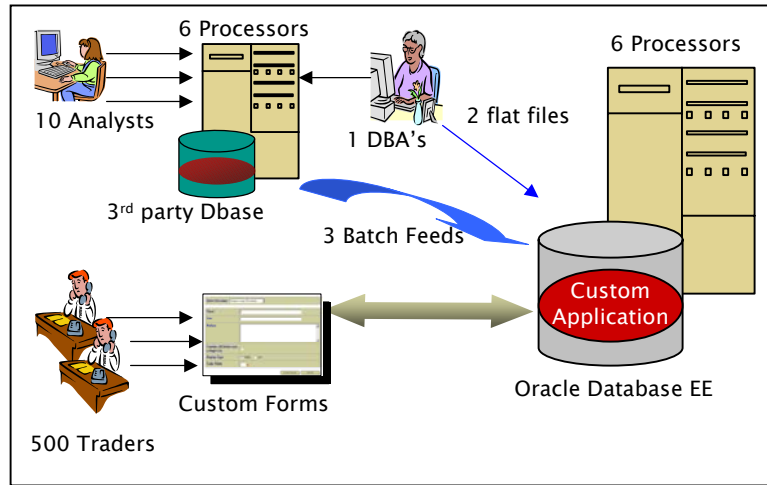 6 Processors
6 Processors
10 Analysts
1 DBA's
2 flat files
3rd party Dbase
3 Batch Feeds
Custom
Application
Custom Forms
Oracle Database EE
500 Traders